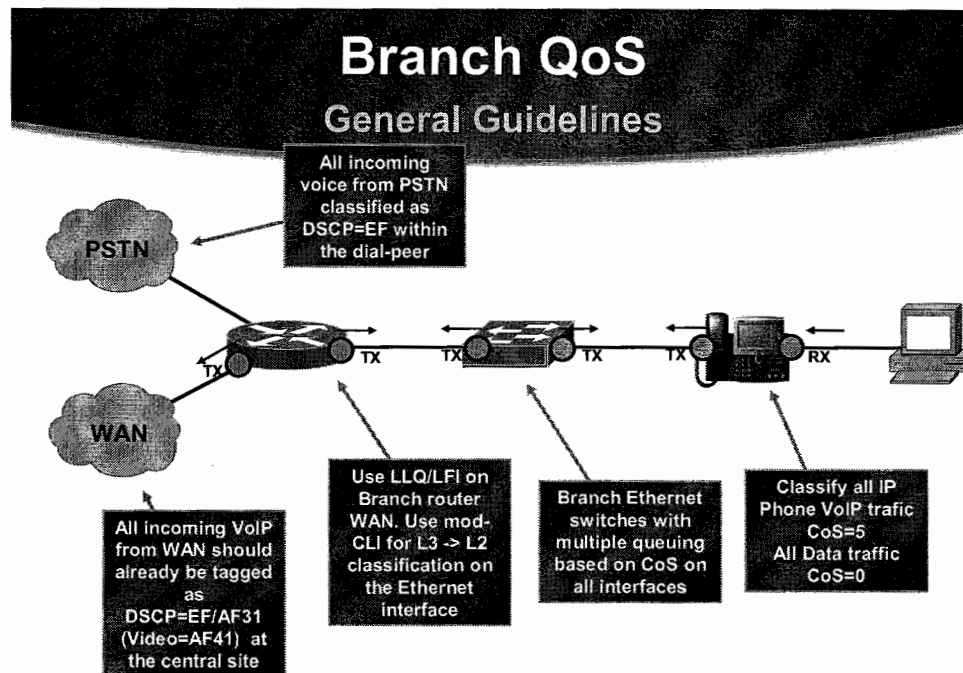 Branch QoS
General Guidelines
All incoming
voice from PSTN
classified as
DSCP=EF within
the dial-peer
PSTN
TX
TX
TX
TX
TX
RX
WAN
All incoming VoIP
from WAN should
already be tagged
as
DSCP=EF/AF31
(Video=AF41) at
the central site
Use LLQ/LFI on
Branch router
WAN. Use mod-
CLI for L3 -> L2
classification on
the Ethernet
interface
Branch Ethernet
switches with
multiple queuing
based on CoS on
all interfaces
Classify all IP
Phone VoIP trafic
CoS=5
All Data traffic
CoS=0